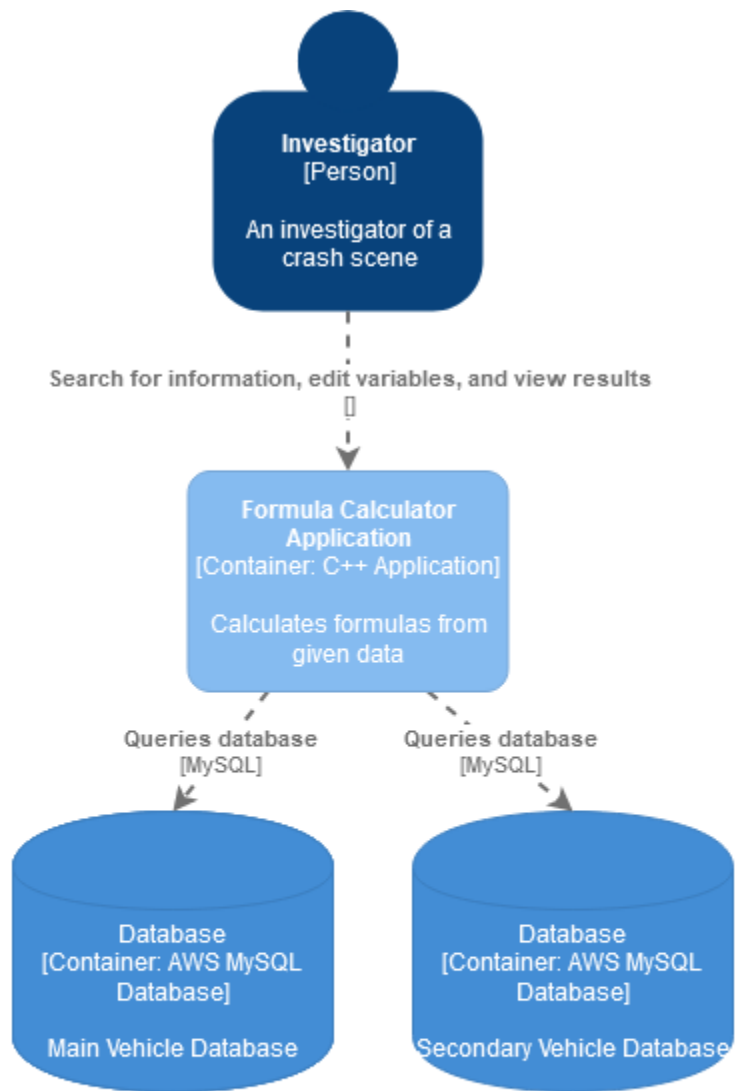 Investigator
[Person]
An investigator of a
crash scene
Search for information, edit variables, and view results
[]
Formula Calculator
Application
[Container: C++ Application]
Calculates formulas from
given data
Queries database
[MySQL]
Queries database
[MySQL]
Database
[Container: AWS MySQL
Database]
Main Vehicle Database
Database
[Container: AWS MySQL
Database]
Secondary Vehicle Database